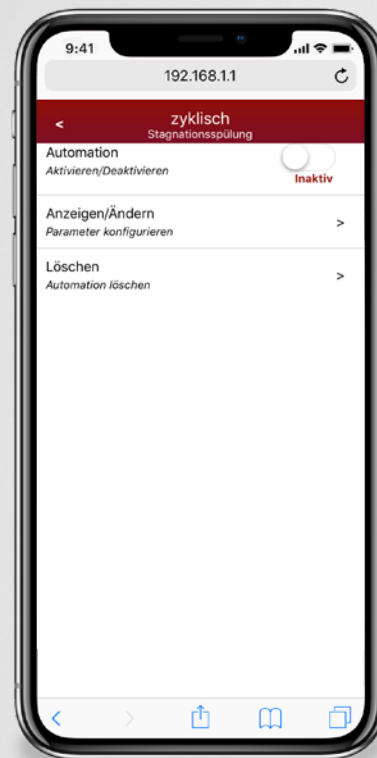 9:41
192.168.1.1
< zyklisch
Stagnationsspülung
Automation
Aktivieren/Deaktivieren
Inaktiv
Anzeigen/Ändern >
Parameter konfigurieren
Löschen >
Automation löschen